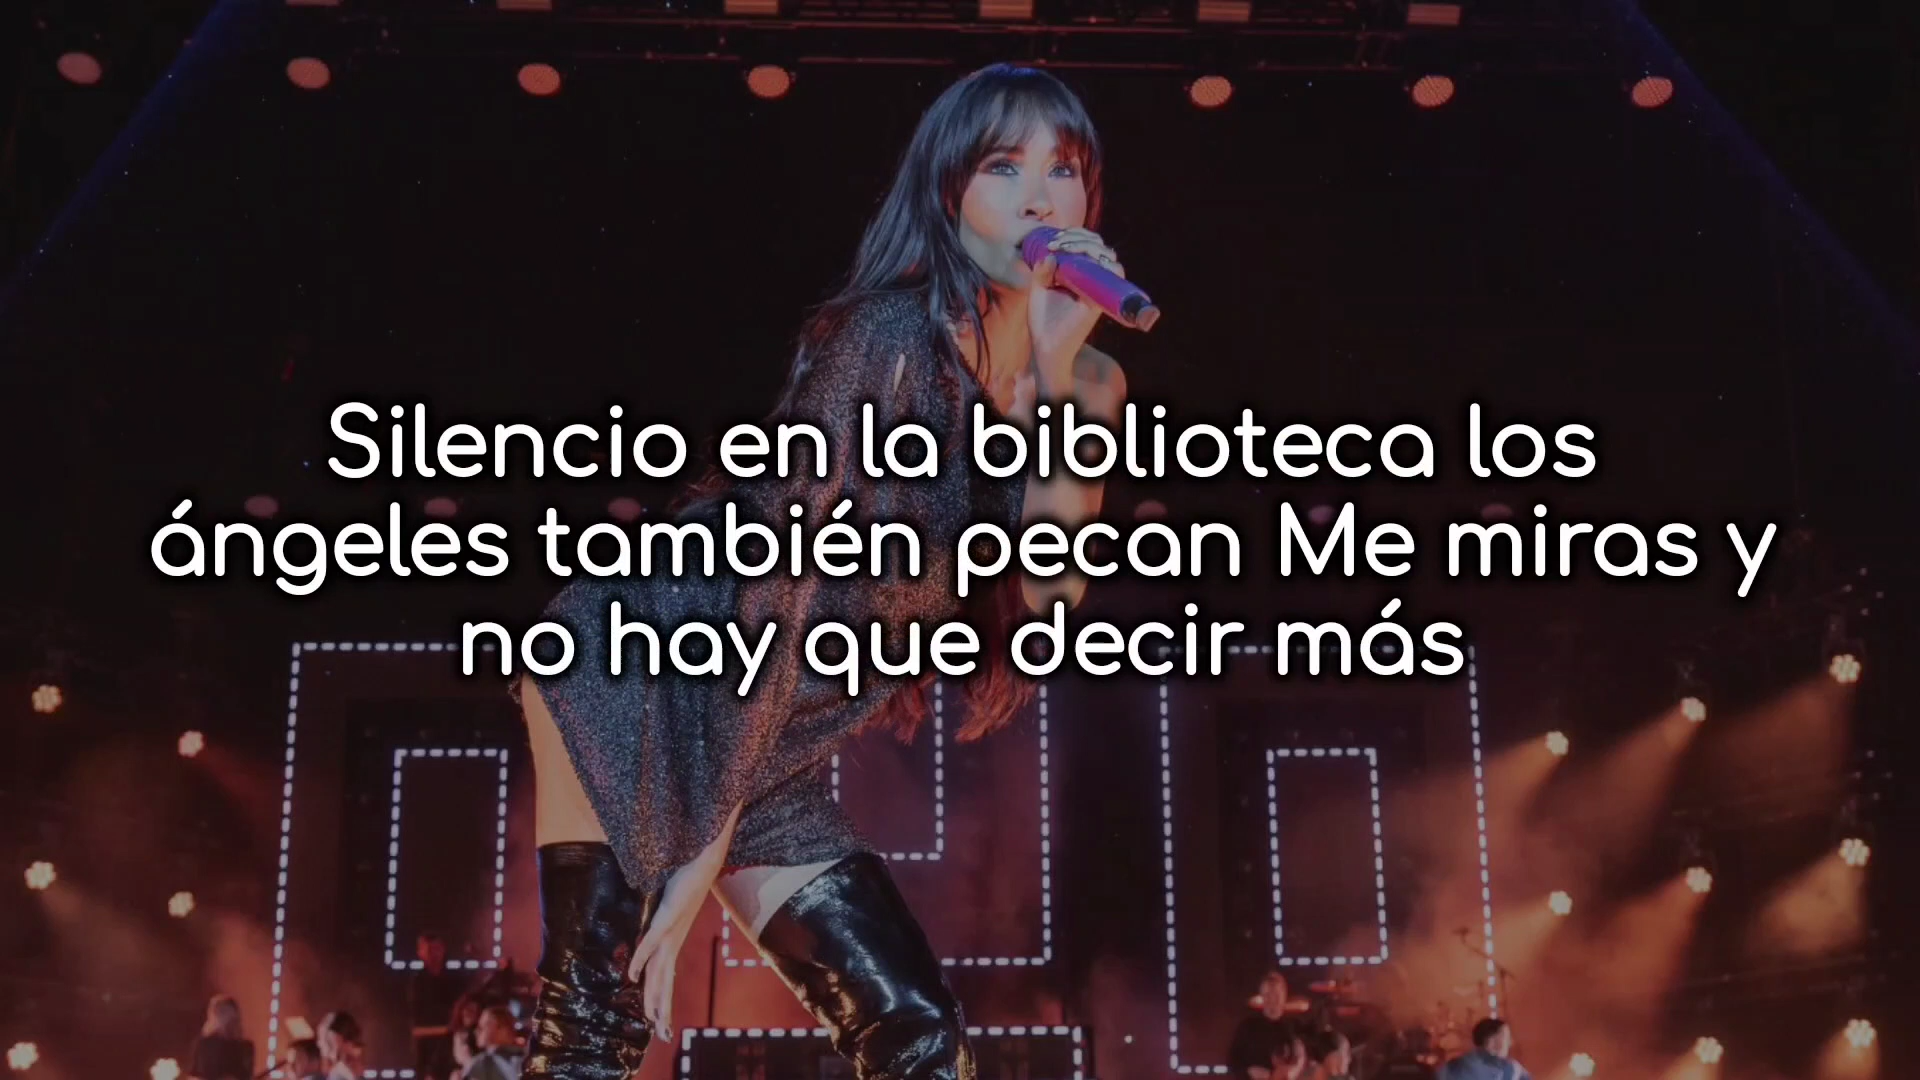 Silencio en la biblioteca los
ángeles también pecan Me miras y
no hay que decir más